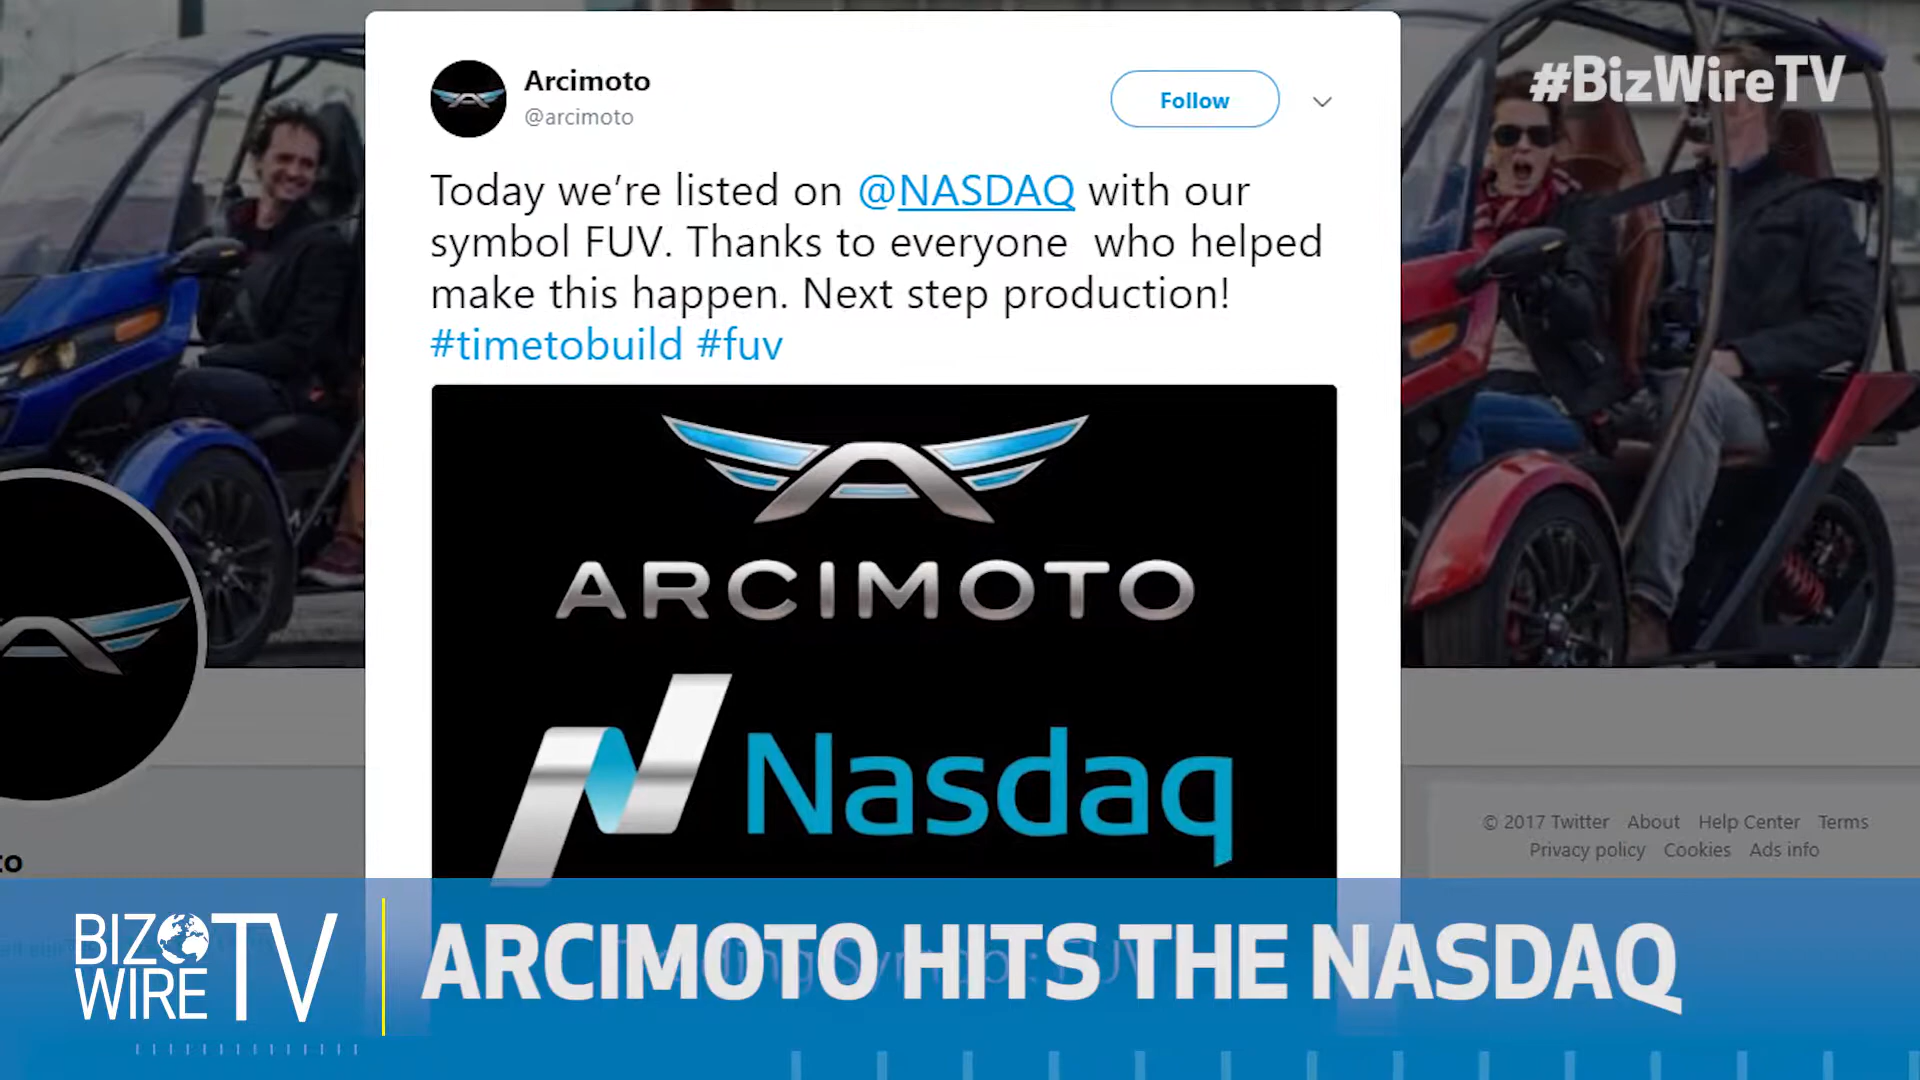 #BizWireTV
Arcimoto
@arcimoto
Follow
Today we’re listed on @NASDAQ with our
symbol FUV. Thanks to everyone  who helped
make this happen. Next step production!
#timetobuild #fuv
ARCIMOTO
Nasdaq
© 2017 Twitter About Help Center Terms
Privacy policy Cookies Ads info
BIZ
WIRE
TV
ARCIMOTO HITS THE NASDAQ